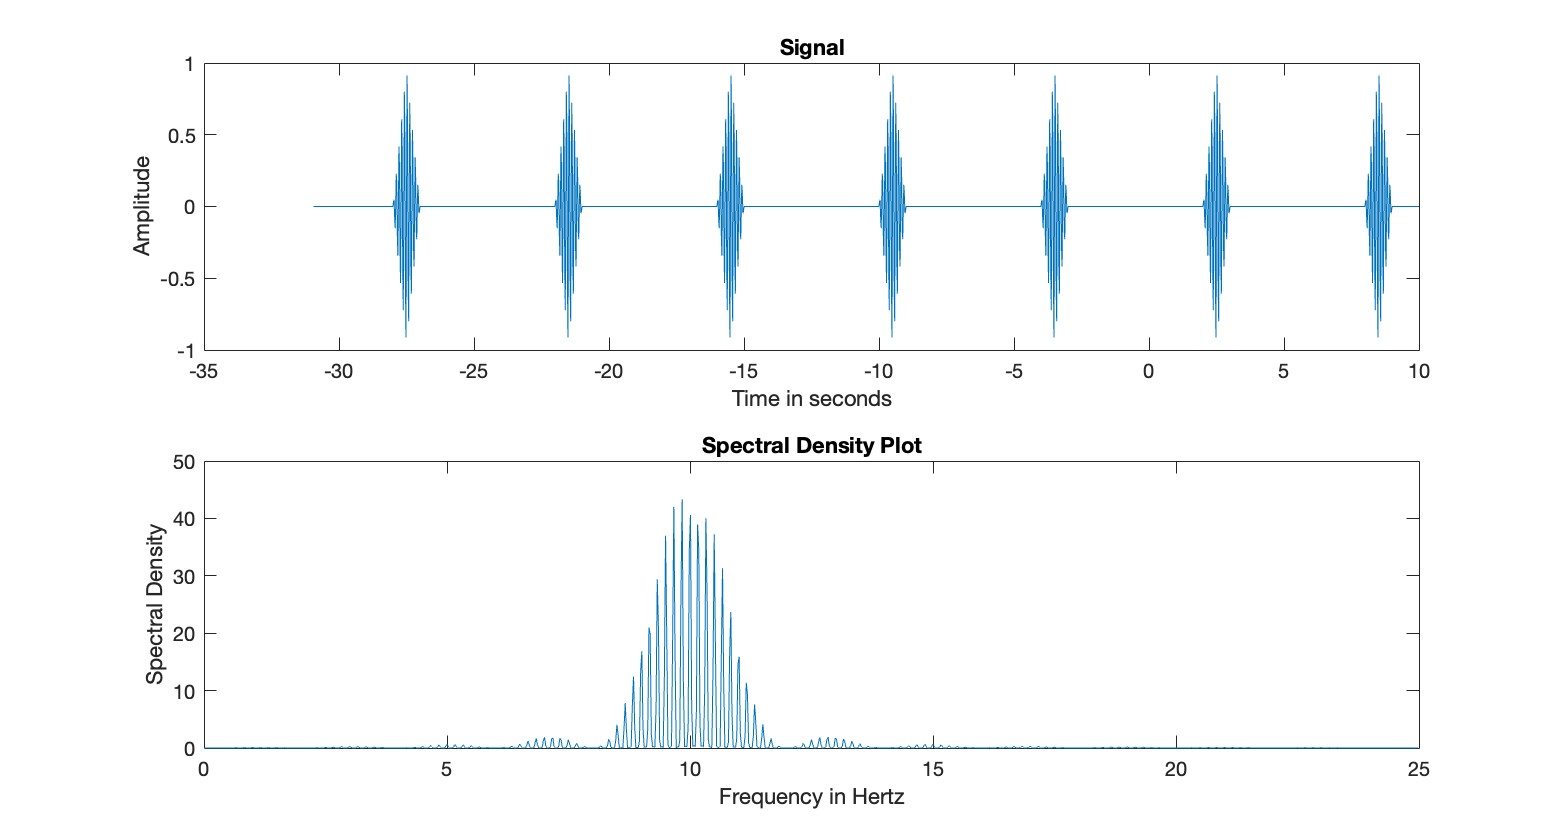 Signal
Amplitude
1
0.5
0
-0.5
-1
-35 -30 -25 -20 -15 -10 -5 0 5 10
Time in seconds
Spectral Density Plot
Spectral Density
50
40
30
20
10
0
0 5 10 15 20 25
Frequency in Hertz